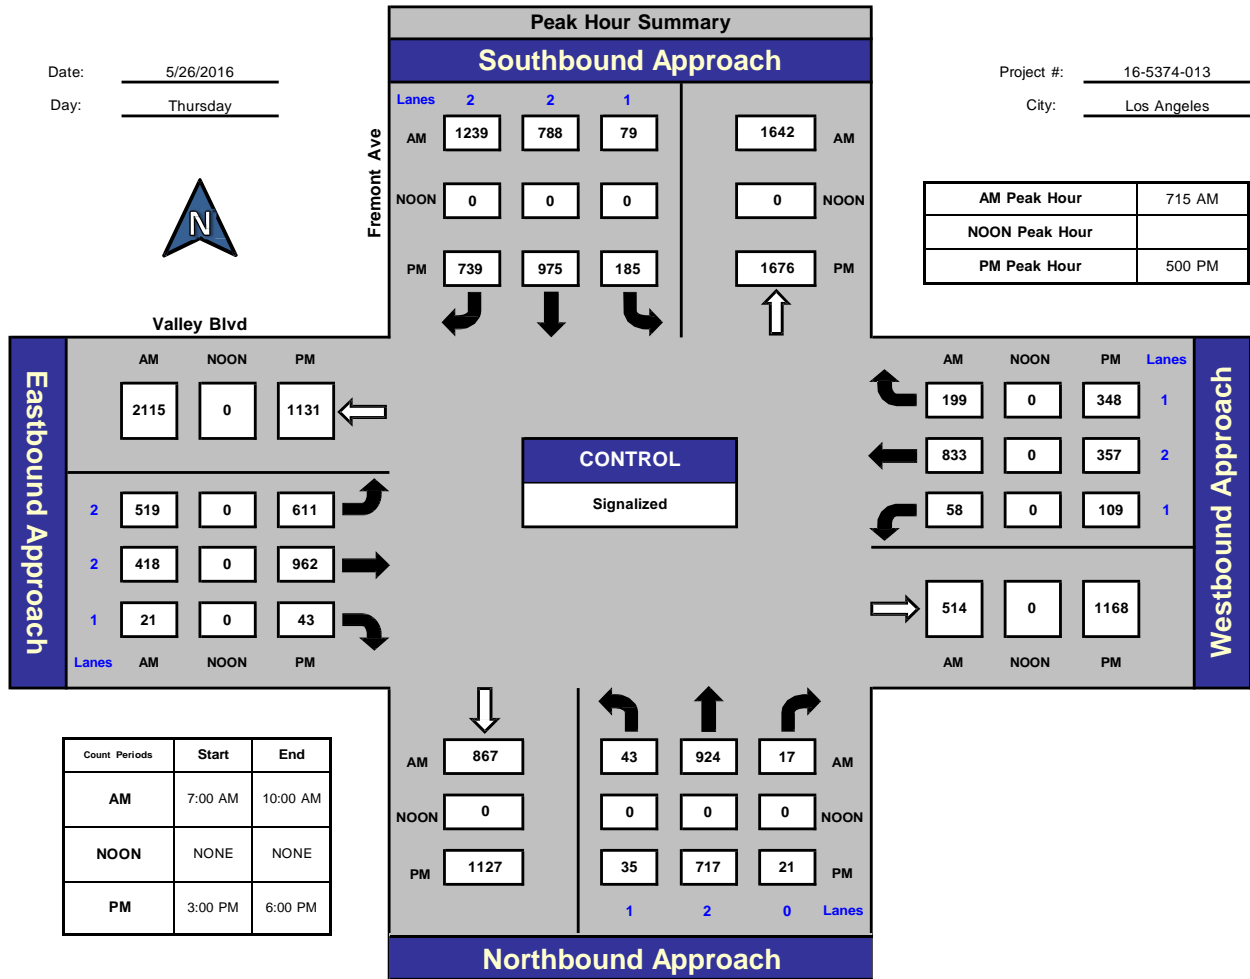 Peak Hour Summary
Southbound Approach
Date: 5/26/2016
Day: Thursday
Project #: 16-5374-013
City: Los Angeles
N
Fremont Ave
Lanes 2 2 1
AM 1239 788 79 1642 AM
NOON 0 0 0 0 NOON
PM 739 975 185 1676 PM
AM Peak Hour 715 AM
NOON Peak Hour
PM Peak Hour 500 PM
Valley Blvd
Eastbound Approach
AM NOON PM
2115 0 1131
2 519 0 611
2 418 0 962
1 21 0 43
Lanes AM NOON PM
CONTROL
Signalized
AM NOON PM Lanes
199 0 348 1
833 0 357 2
58 0 109 1
514 0 1168
AM NOON PM
Westbound Approach
Count Periods Start End
AM 7:00 AM 10:00 AM
NOON NONE NONE
PM 3:00 PM 6:00 PM
AM 867 43 924 17 AM
NOON 0 0 0 0 NOON
PM 1127 35 717 21 PM
1 2 0 Lanes
Northbound Approach